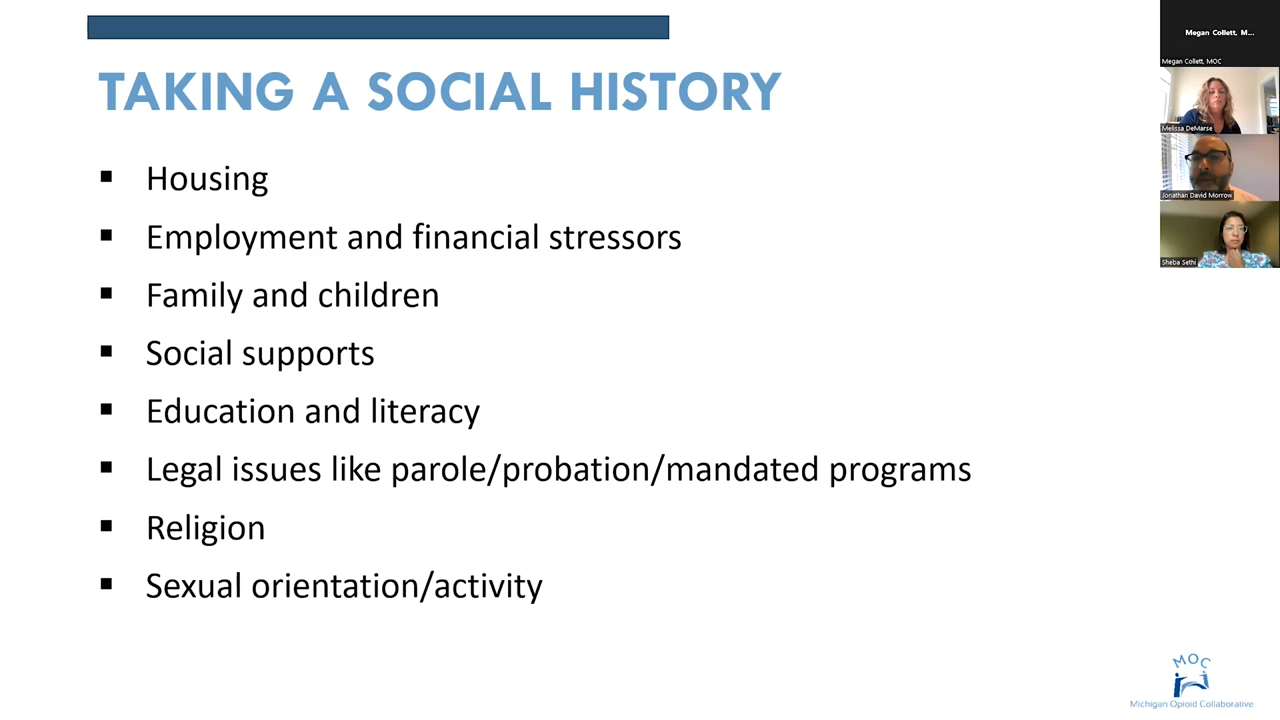 TAKING A SOCIAL HISTORY
▪ Housing
▪ Employment and financial stressors
▪ Family and children
▪ Social supports
▪ Education and literacy
▪ Legal issues like parole/probation/mandated programs
▪ Religion
▪ Sexual orientation/activity
Megan Collett, M...
Megan Collett, MOC
Melissa DeMarse
Jonathan David Morrow
Sheba Sethi
MOC
Michigan Opioid Collaborative